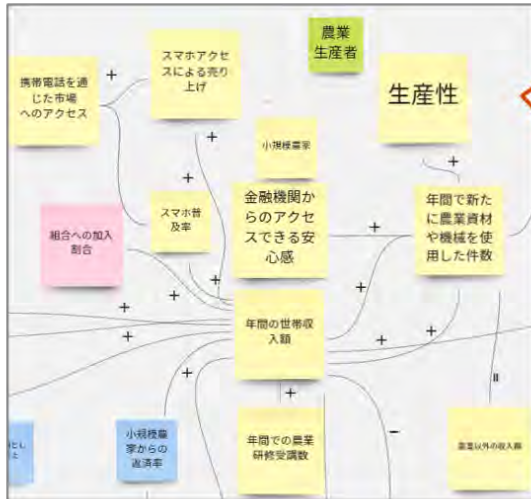 農業
生産者
スマホアクセ
スによる売り
上げ
携帯電話を通
じた市場
へのアクセス
+
生産性
+
小規模農家
+
+
スマホ普
及率
金融機関か
らのアクセス
できる安
心感
+
年間で新た
に農業資材
や機械を使
用した件数
組合への加入
割合
+
+
+
+
年間の世帯収
入額
+
+
+
+
+
=
小規模農
家からの
返済率
年間での農業
研修受講数
-
農業以外の収入額